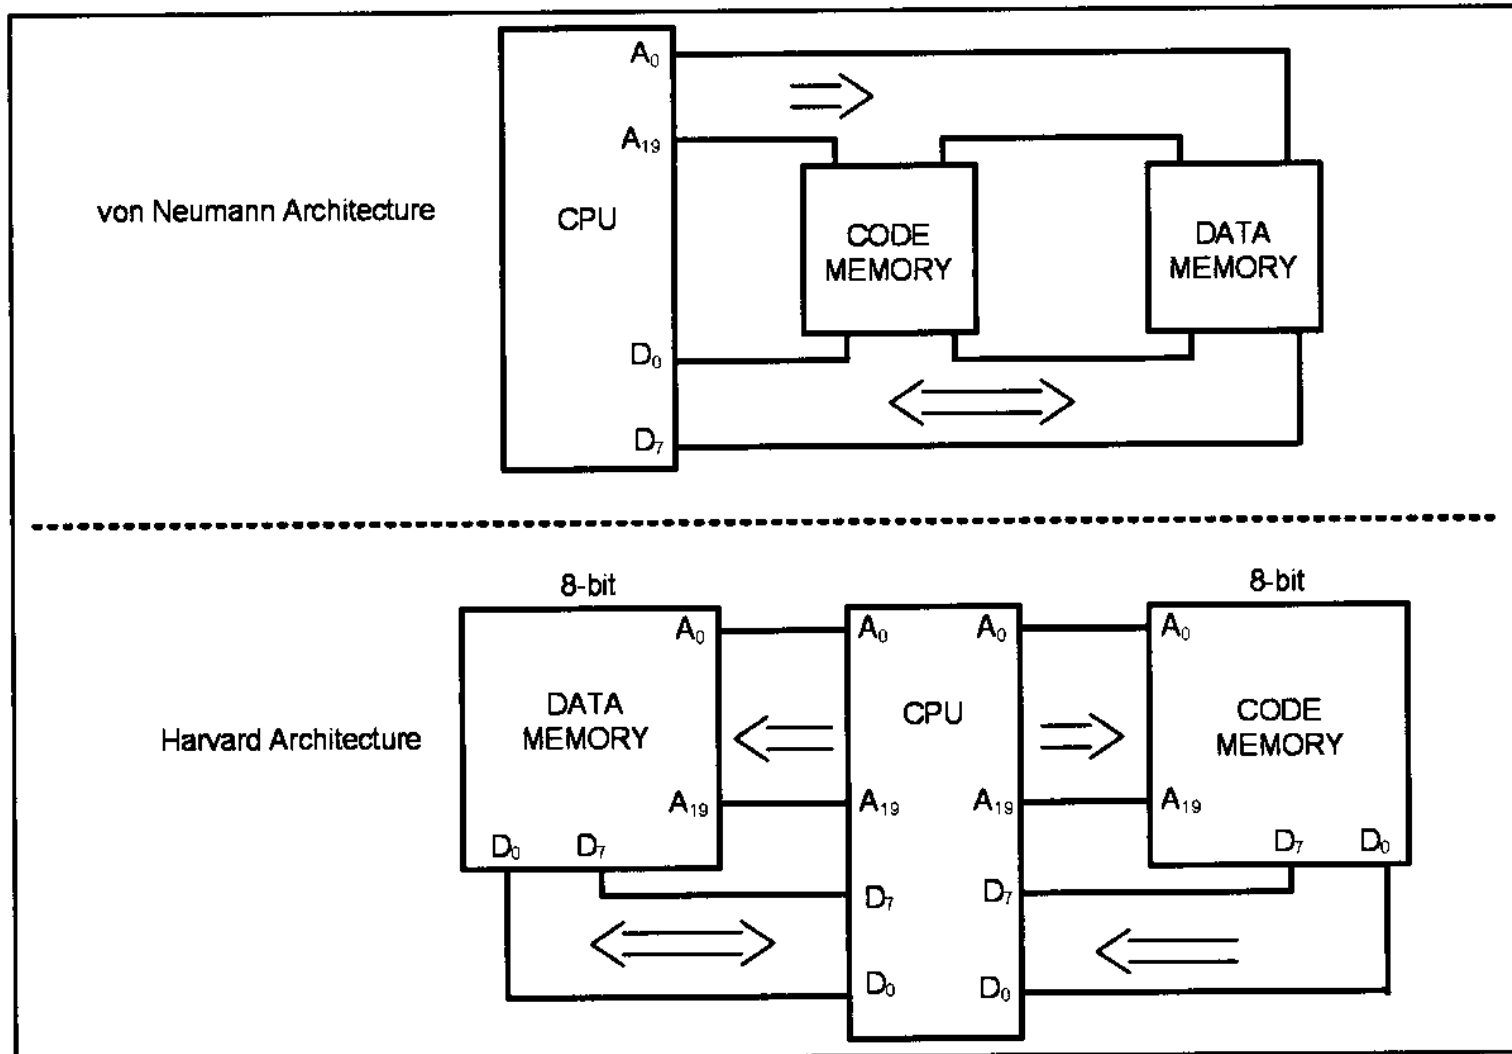 A₀
A₁₉
von Neumann Architecture
CPU
CODE
MEMORY
DATA
MEMORY
D₀
D₇
8-bit
8-bit
A₀
A₀
A₀
A₀
DATA
MEMORY
CPU
CODE
MEMORY
Harvard Architecture
A₁₉
A₁₉
A₁₉
A₁₉
D₀
D₇
D₇
D₀
D₇
D₇
D₀
D₀